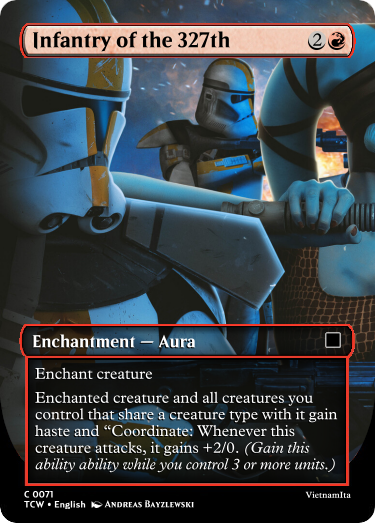 Infantry of the 327th 2
Enchantment — Aura
Enchant creature
Enchanted creature and all creatures you
control that share a creature type with it gain
haste and “Coordinate: Whenever this
creature attacks, it gains +2/0. (Gain this
ability ability while you control 3 or more units.)
C 0071
VietnamIta
TCW • English Andreas Bayzlewski